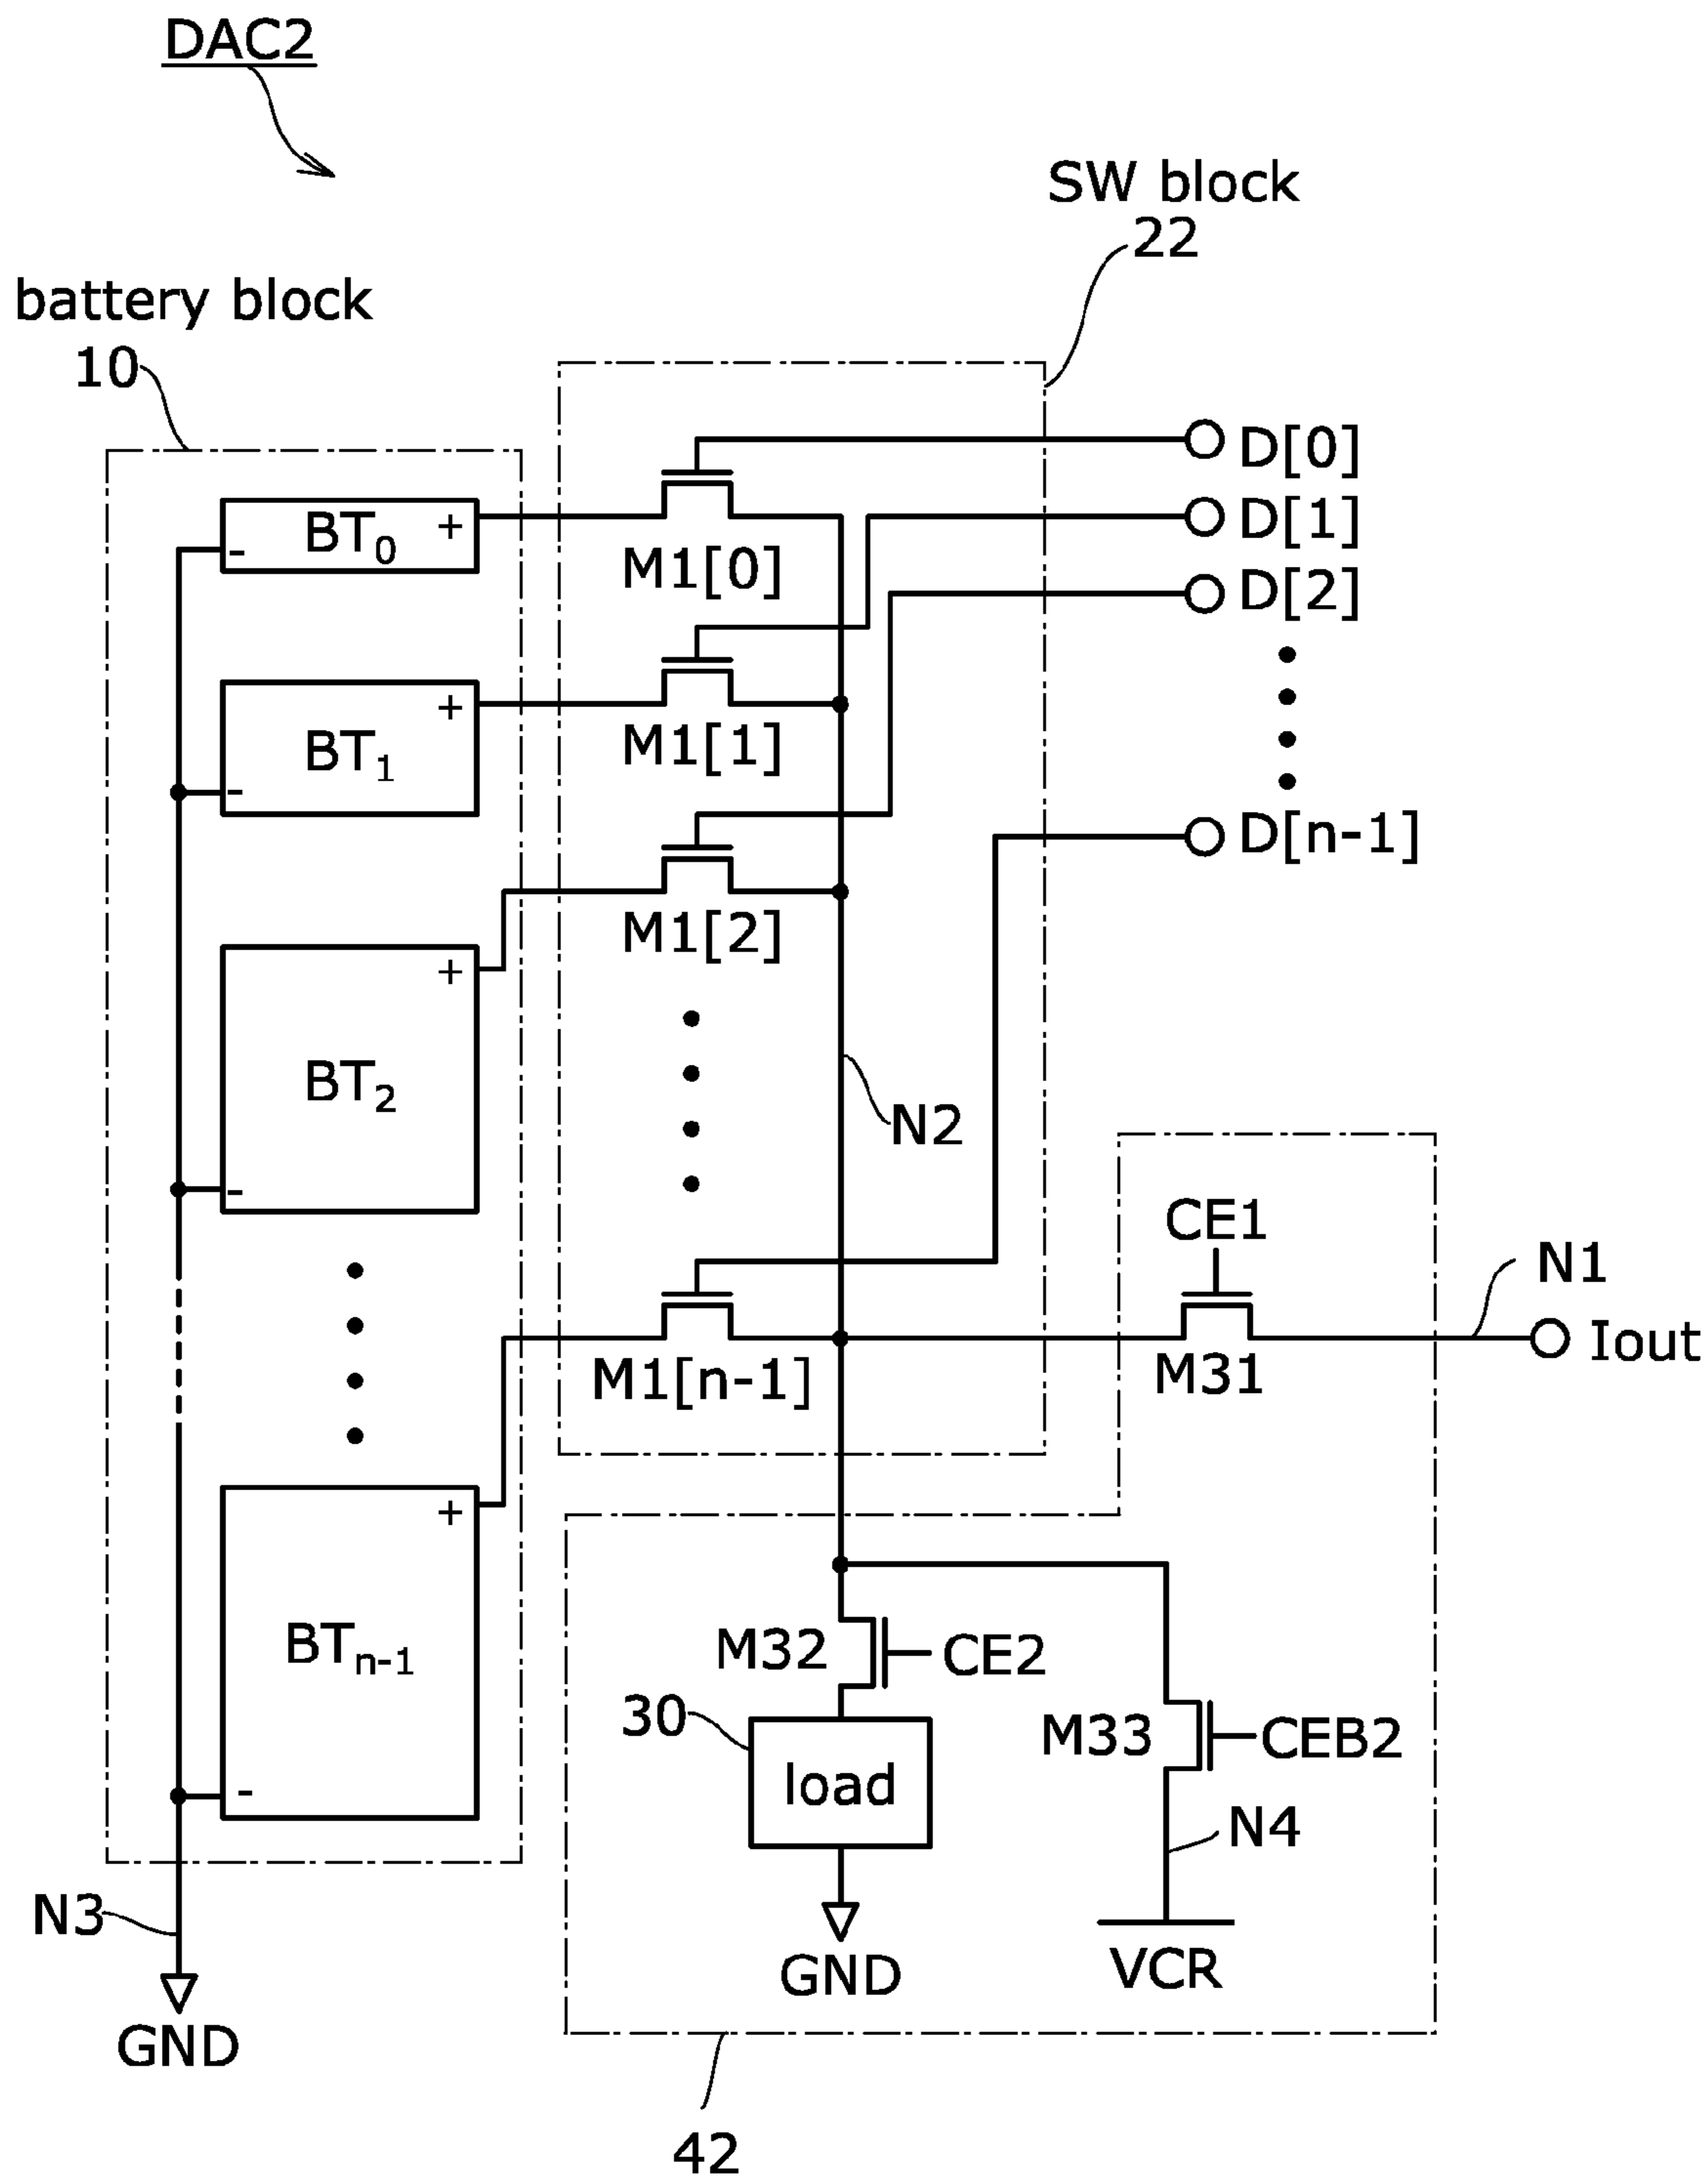 DAC2
SW block
22
battery block
10
D[0]
D[1]
D[2]
D[n-1]
- BT0 +
M1[0]
+
BT1
-
M1[1]
M1[2]
+
BT2
-
N2
CE1
N1
Iout
M1[n-1]
M31
+
BTn-1
-
M32
CE2
30
load
M33
CEB2
N4
N3
GND
VCR
GND
42